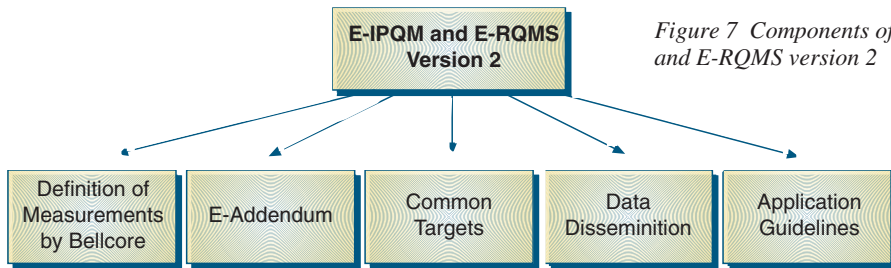 E-IPQM and E-RQMS
Version 2
Figure 7 Components of
and E-RQMS version 2
Definition of
Measurements
by Bellcore
E-Addendum
Common
Targets
Data
Disseminition
Application
Guidelines